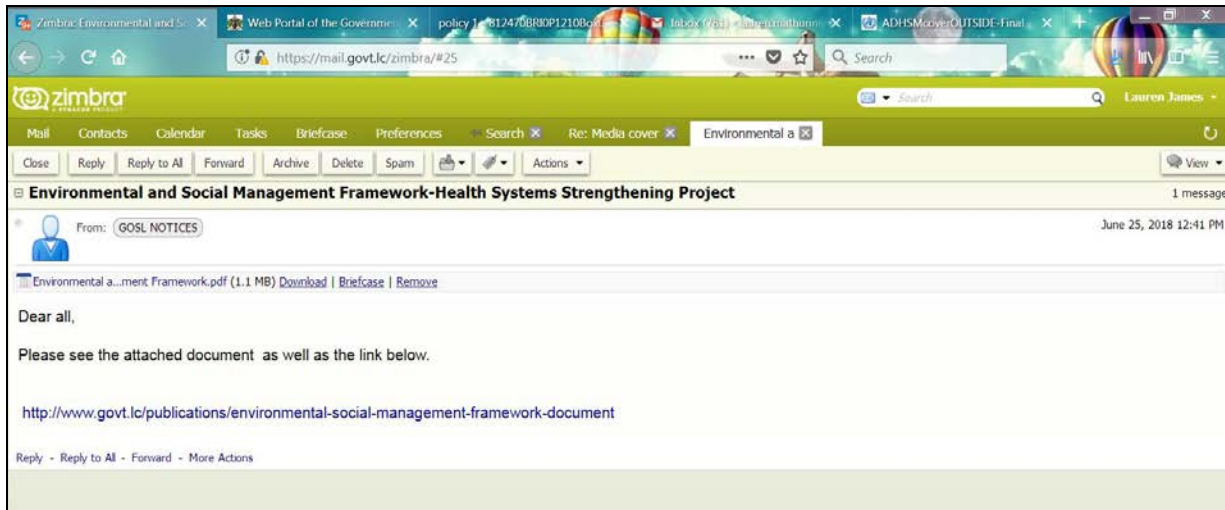 Zimbra: Environmental and S
Web Portal of the Governme
policy 1
Inbox
ADHSMcoverOUTSIDE-Final
https://mail.govt.lc/zimbra/#25
Search
zimbra
A SYNACOR PRODUCT
Search
Lauren James
Mail Contacts Calendar Tasks Briefcase Preferences Search Re: Media cover Environmental a
Close Reply Reply to All Forward Archive Delete Spam Actions View
Environmental and Social Management Framework-Health Systems Strengthening Project 1 message
From: GOSL NOTICES June 25, 2018 12:41 PM
Environmental a...ment Framework.pdf (1.1 MB) Download | Briefcase | Remove
Dear all,
Please see the attached document as well as the link below.
http://www.govt.lc/publications/environmental-social-management-framework-document
Reply - Reply to All - Forward - More Actions